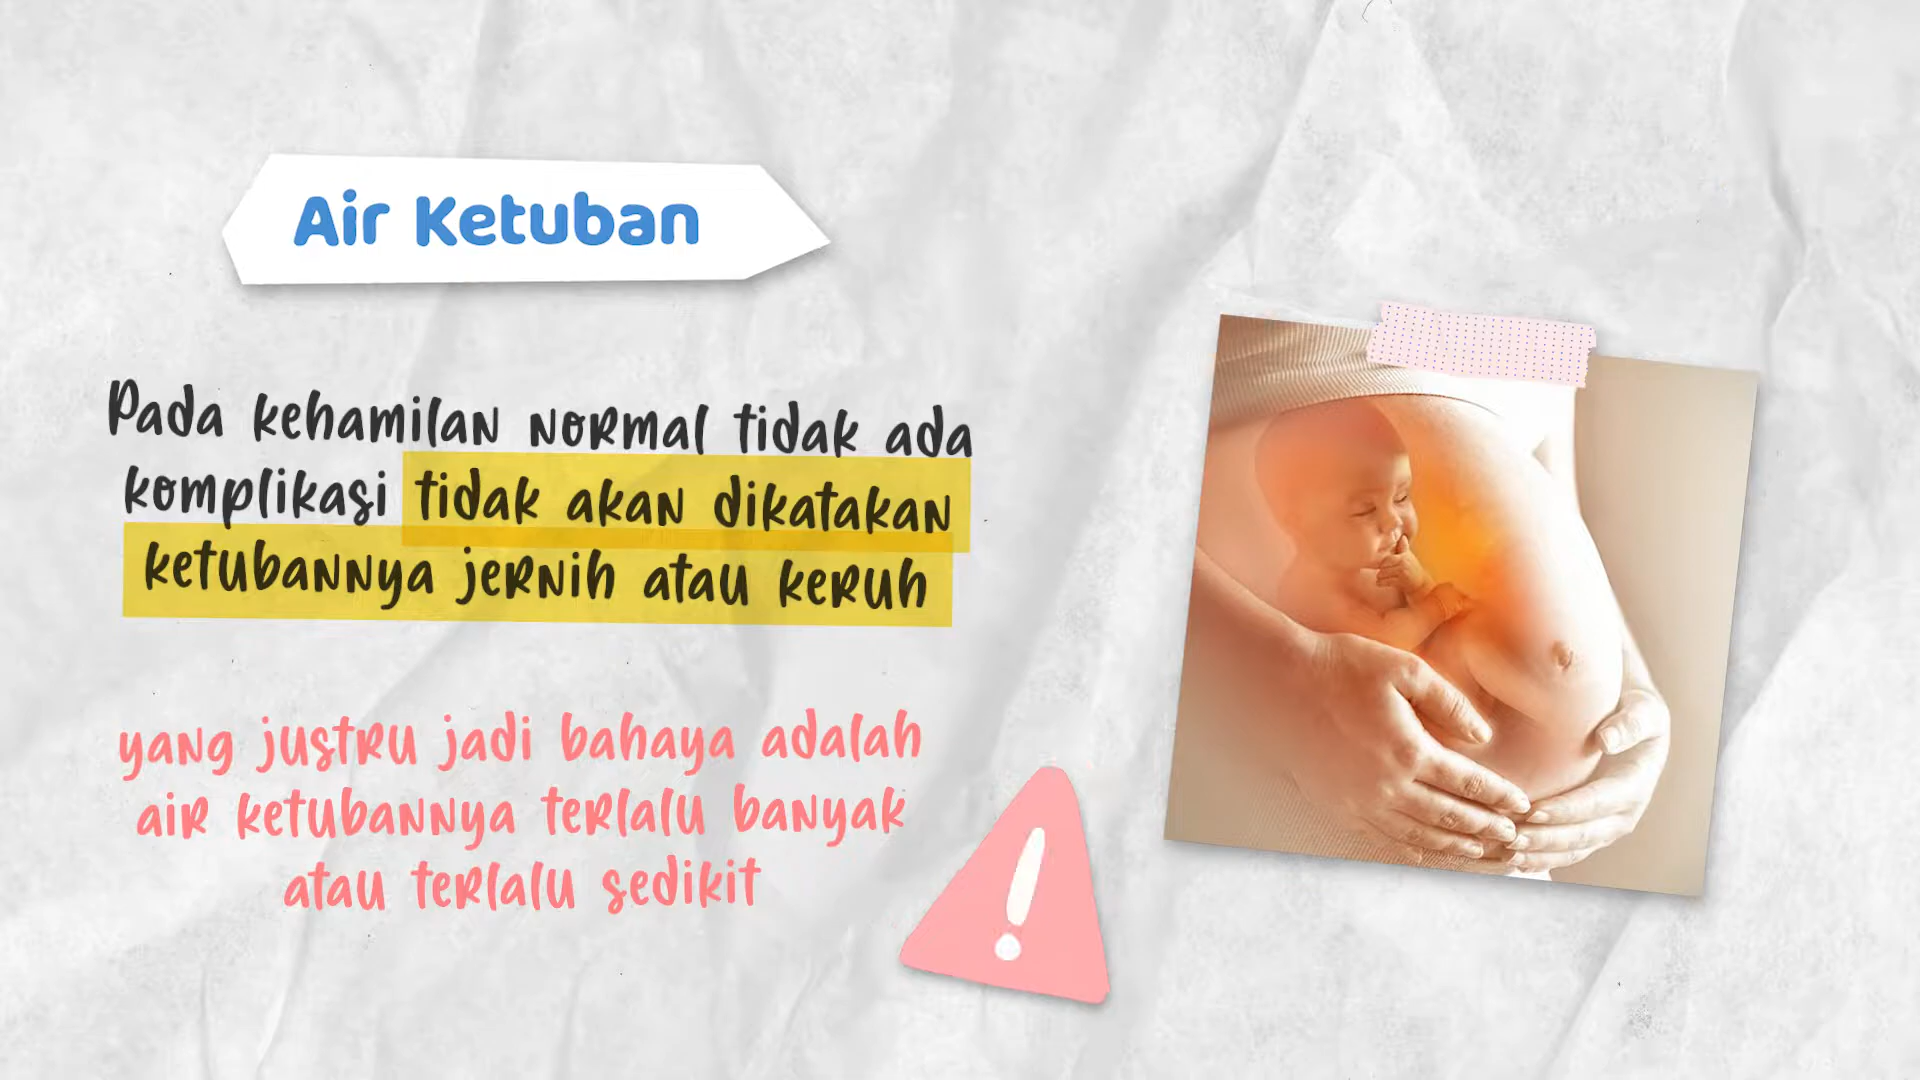 Air Ketuban
Pada kehamilan normal tidak ada
komplikasi tidak akan dikatakan
ketubannya jernih atau keruh
yang justru jadi bahaya adalah
air ketubannya terlalu banyak
atau terlalu sedikit
!